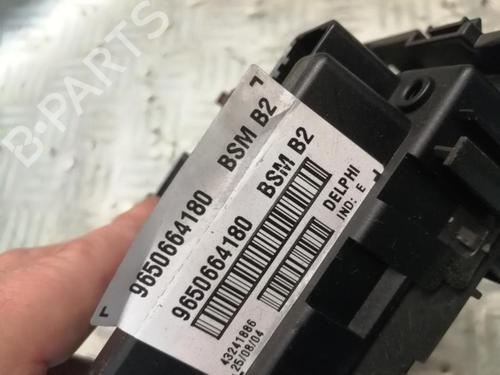 B-PARTS
9650664180 BSM B2
9650664180 BSM B2
DELPHI
IND: E
43241886
25/08/04